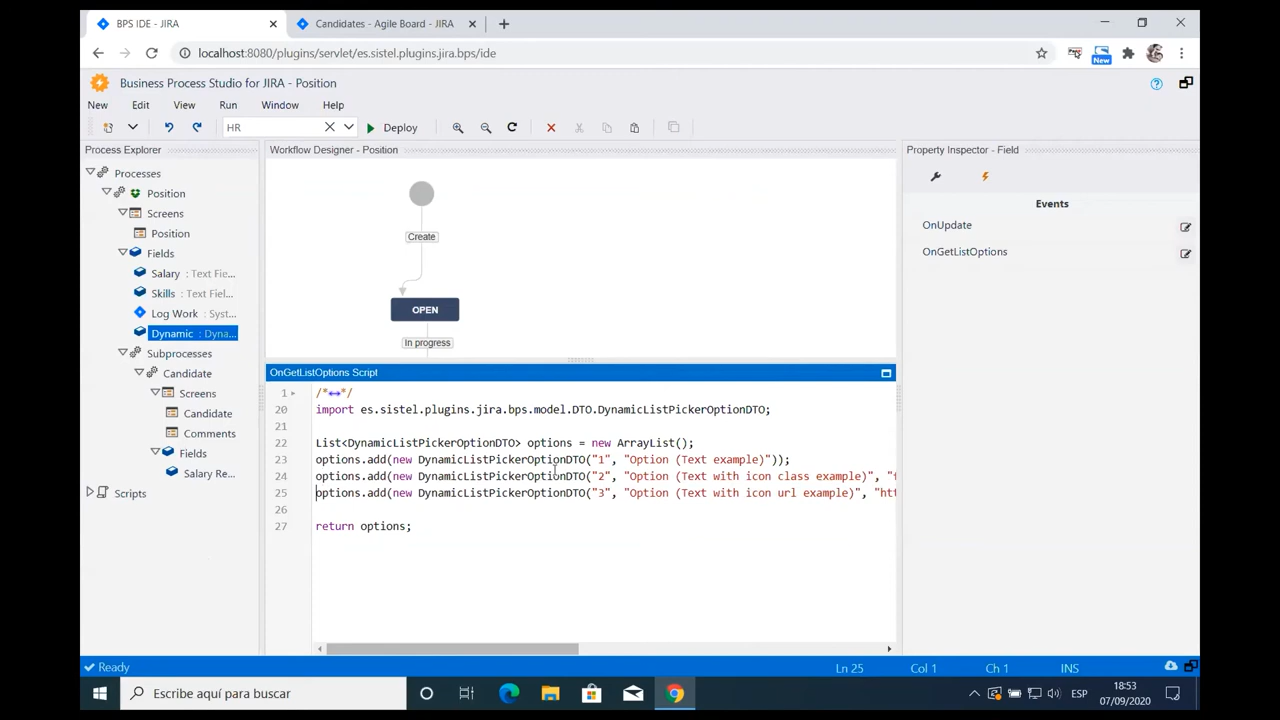 BPS IDE - JIRA
Candidates - Agile Board - JIRA
localhost:8080/plugins/servlet/es.sistel.plugins.jira.bps/ide
New
Business Process Studio for JIRA - Position
New Edit View Run Window Help
HR
Deploy
Process Explorer
Processes
Position
Screens
Position
Fields
Salary : Text Fie...
Skills : Text Fiel...
Log Work : Syst...
Dynamic : Dyna...
Subprocesses
Candidate
Screens
Candidate
Comments
Fields
Salary Re...
Scripts
Workflow Designer - Position
Create
OPEN
In progress
OnGetListOptions Script
1 /*↔*/
20 import es.sistel.plugins.jira.bps.model.DTO.DynamicListPickerOptionDTO;
21
22 List<DynamicListPickerOptionDTO> options = new ArrayList();
23 options.add(new DynamicListPickerOptionDTO("1", "Option (Text example)"));
24 options.add(new DynamicListPickerOptionDTO("2", "Option (Text with icon class example)", "f
25 options.add(new DynamicListPickerOptionDTO("3", "Option (Text with icon url example)", "htt
26
27 return options;
Property Inspector - Field
Events
OnUpdate
OnGetListOptions
Ready
Ln 25 Col 1 Ch 1 INS
Escribe aquí para buscar
ESP
18:53
07/09/2020